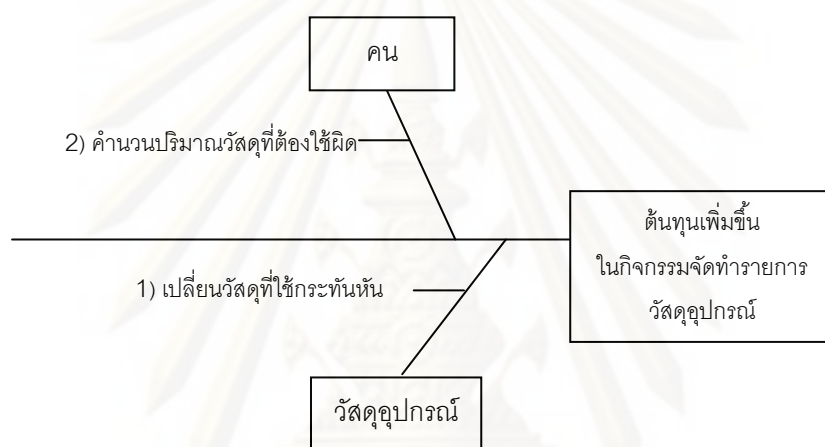 คน
2) คำนวนปริมาณวัสดุที่ต้องใช้ผิด
ต้นทุนเพิ่มขึ้น
ในกิจกรรมจัดทำรายการ
วัสดุอุปกรณ์
1) เปลี่ยนวัสดุที่ใช้กระทันหัน
วัสดุอุปกรณ์